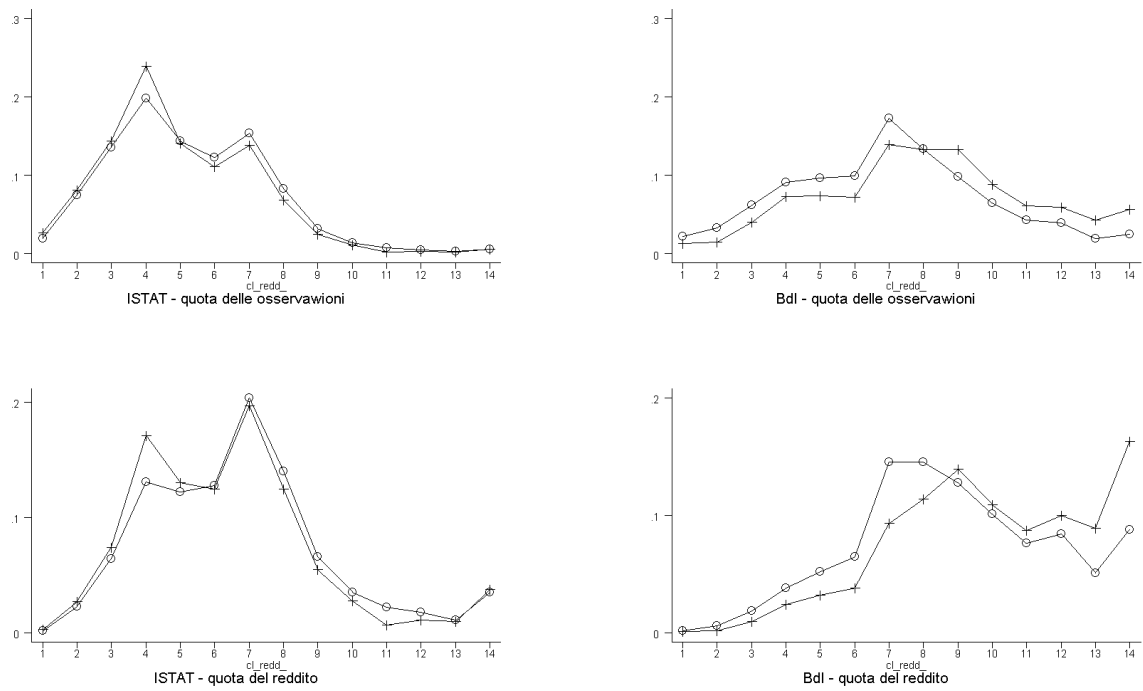 .3
.2
.1
0
1 2 3 4 5 6 7 8 9 10 11 12 13 14
cl_redd_
ISTAT - quota delle osservawioni
.3
.2
.1
0
1 2 3 4 5 6 7 8 9 10 11 12 13 14
cl_redd_
BdI - quota delle osservawioni
.2
.1
0
1 2 3 4 5 6 7 8 9 10 11 12 13 14
cl_redd_
ISTAT - quota del reddito
.2
.1
0
1 2 3 4 5 6 7 8 9 10 11 12 13 14
cl_redd_
BdI - quota del reddito